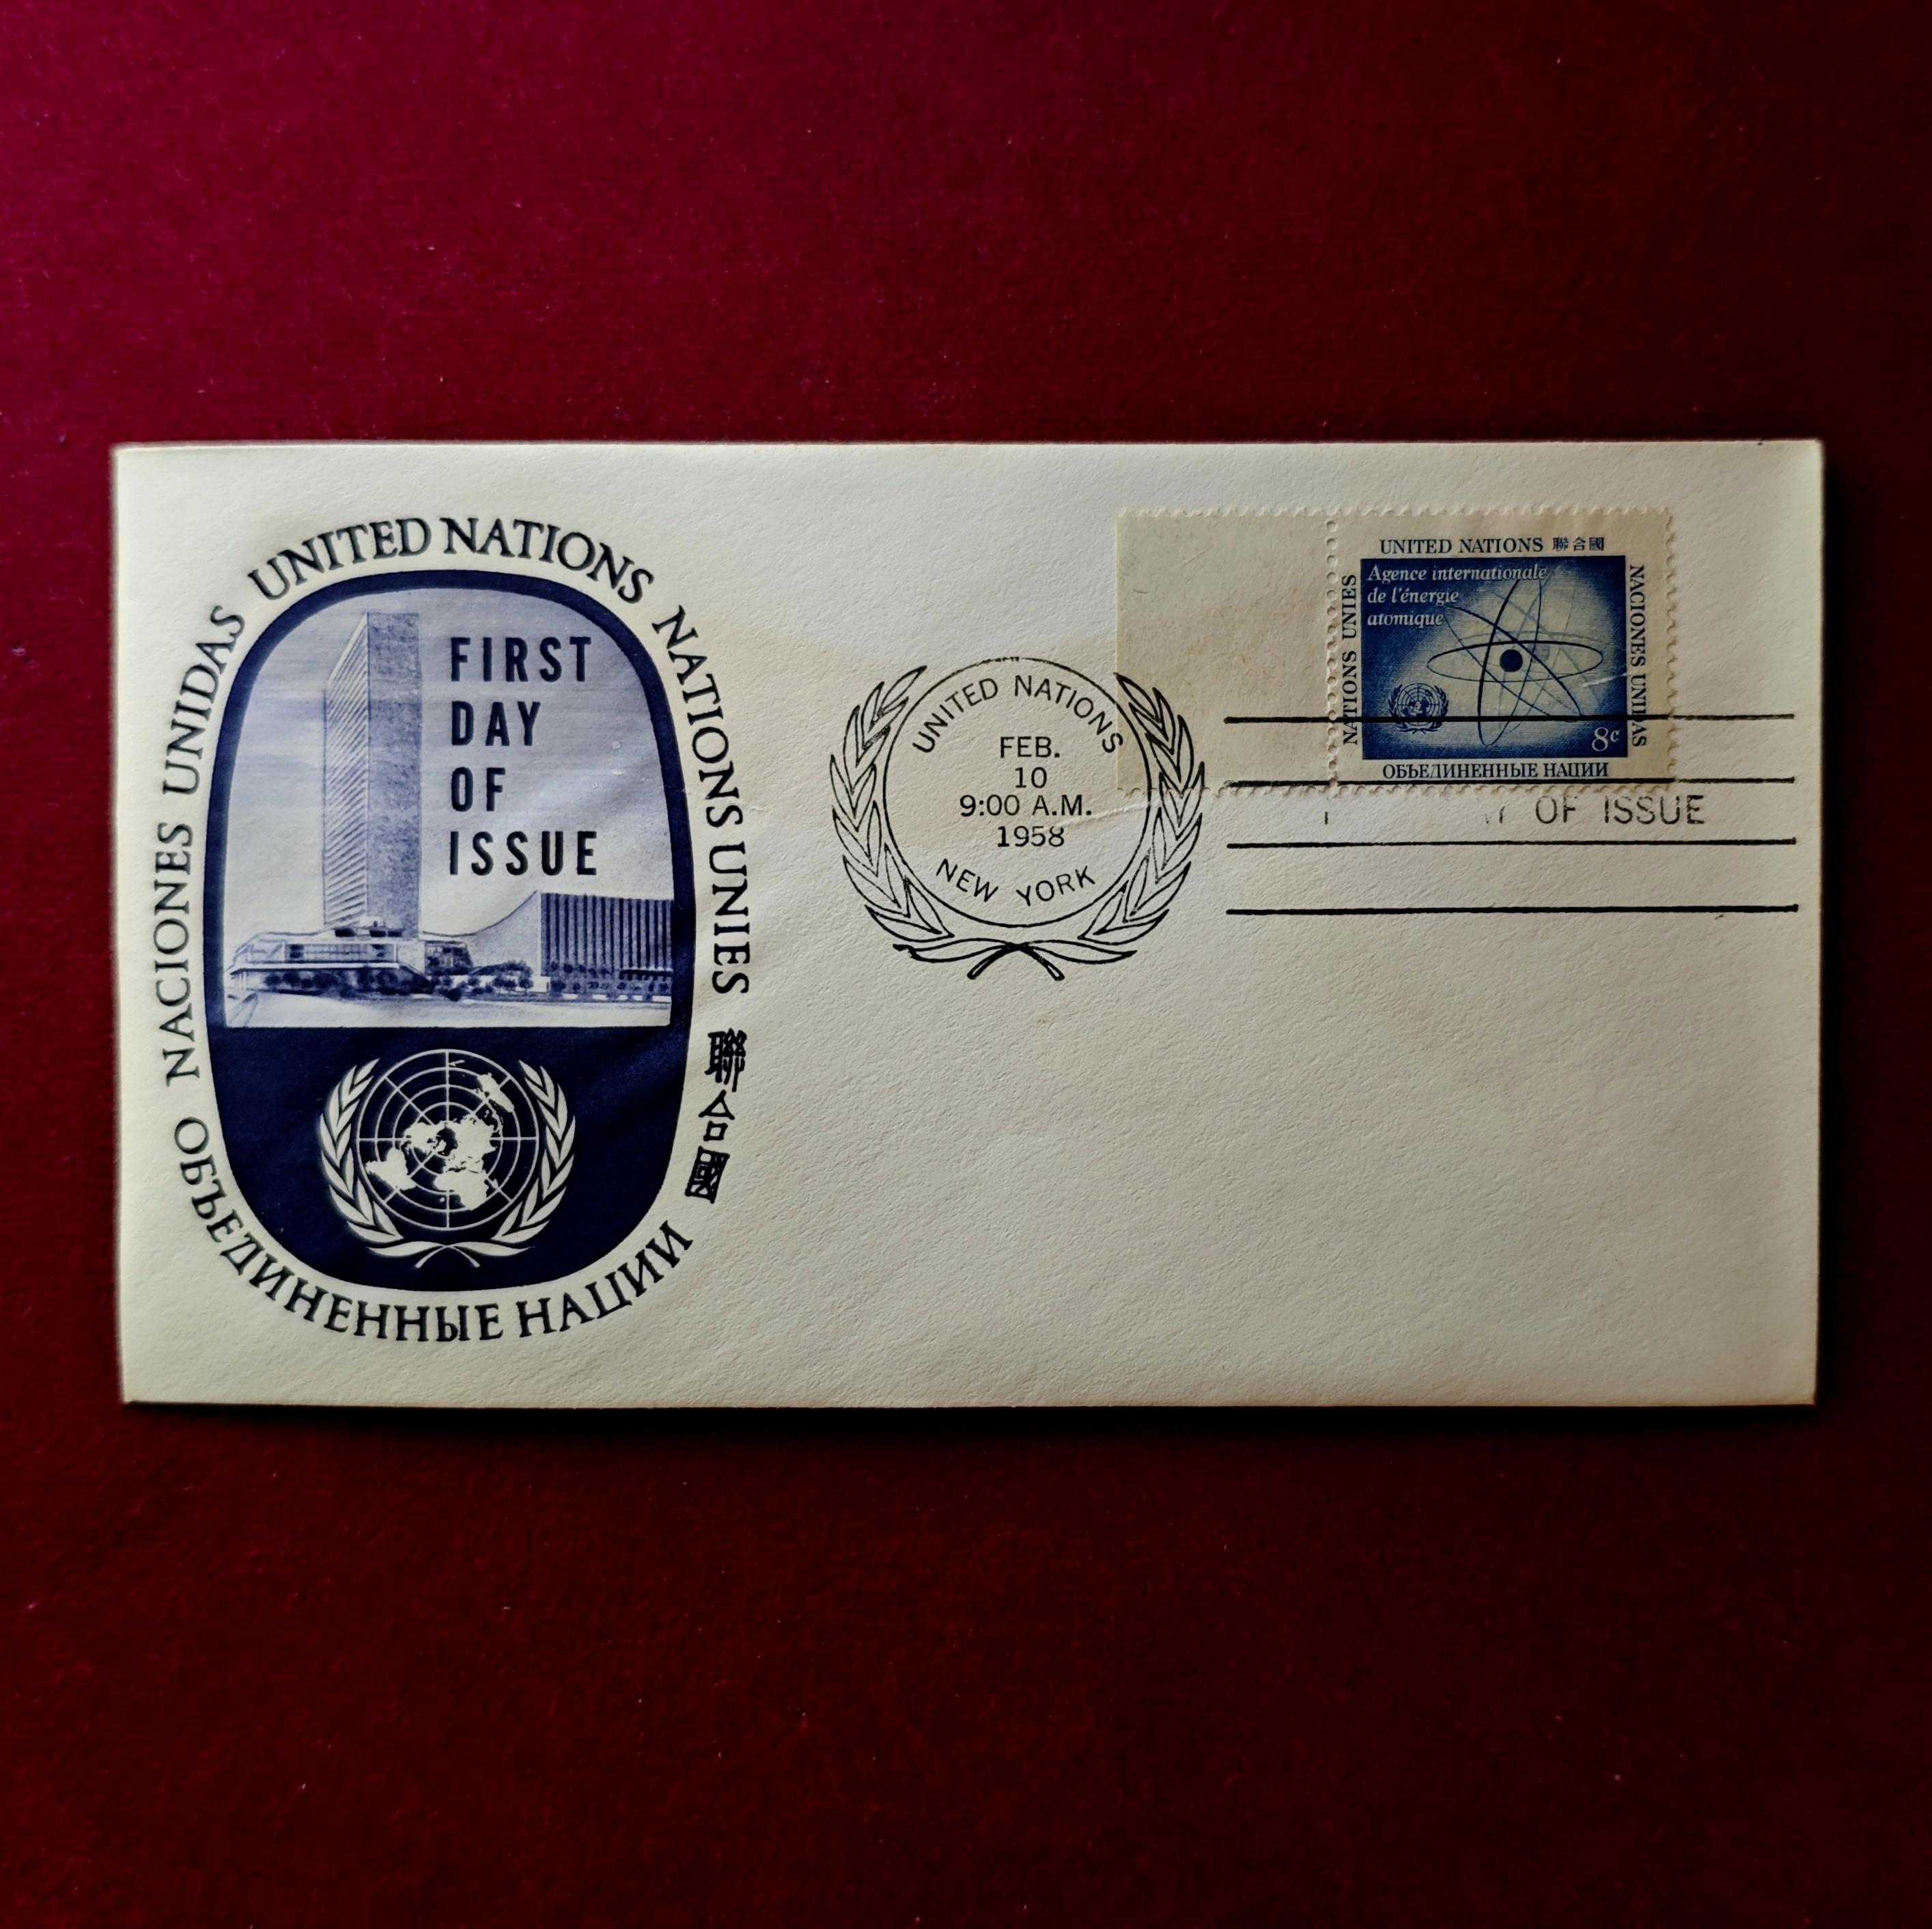 UNITED NATIONS
NATIONS UNIES
聯合國
ОБЪЕДИНЕННЫЕ НАЦИИ
NACIONES UNIDAS
FIRST
DAY
OF
ISSUE
UNITED NATIONS
FEB.
10
9:00 A.M.
1958
NEW YORK
UNITED NATIONS 聯合國
NATIONS UNIES
Agence internationale
de l'énergie
atomique
8c
NACIONES UNIDAS
ОБЪЕДИНЕННЫЕ НАЦИИ
OF ISSUE